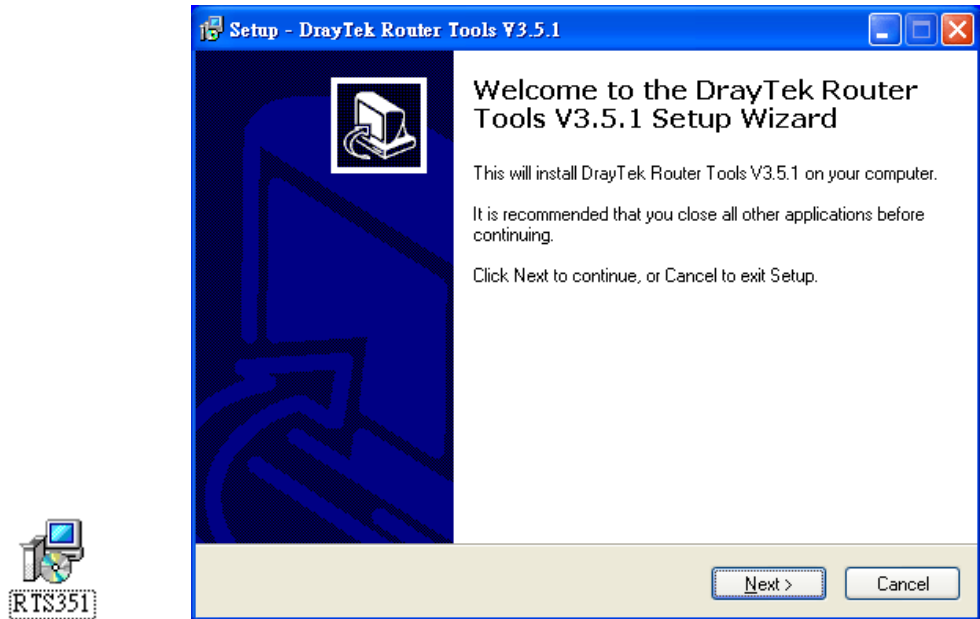 Setup - DrayTek Router Tools V3.5.1
Welcome to the DrayTek Router
Tools V3.5.1 Setup Wizard
This will install DrayTek Router Tools V3.5.1 on your computer.
It is recommended that you close all other applications before
continuing.
Click Next to continue, or Cancel to exit Setup.
Next >
Cancel
RTS351